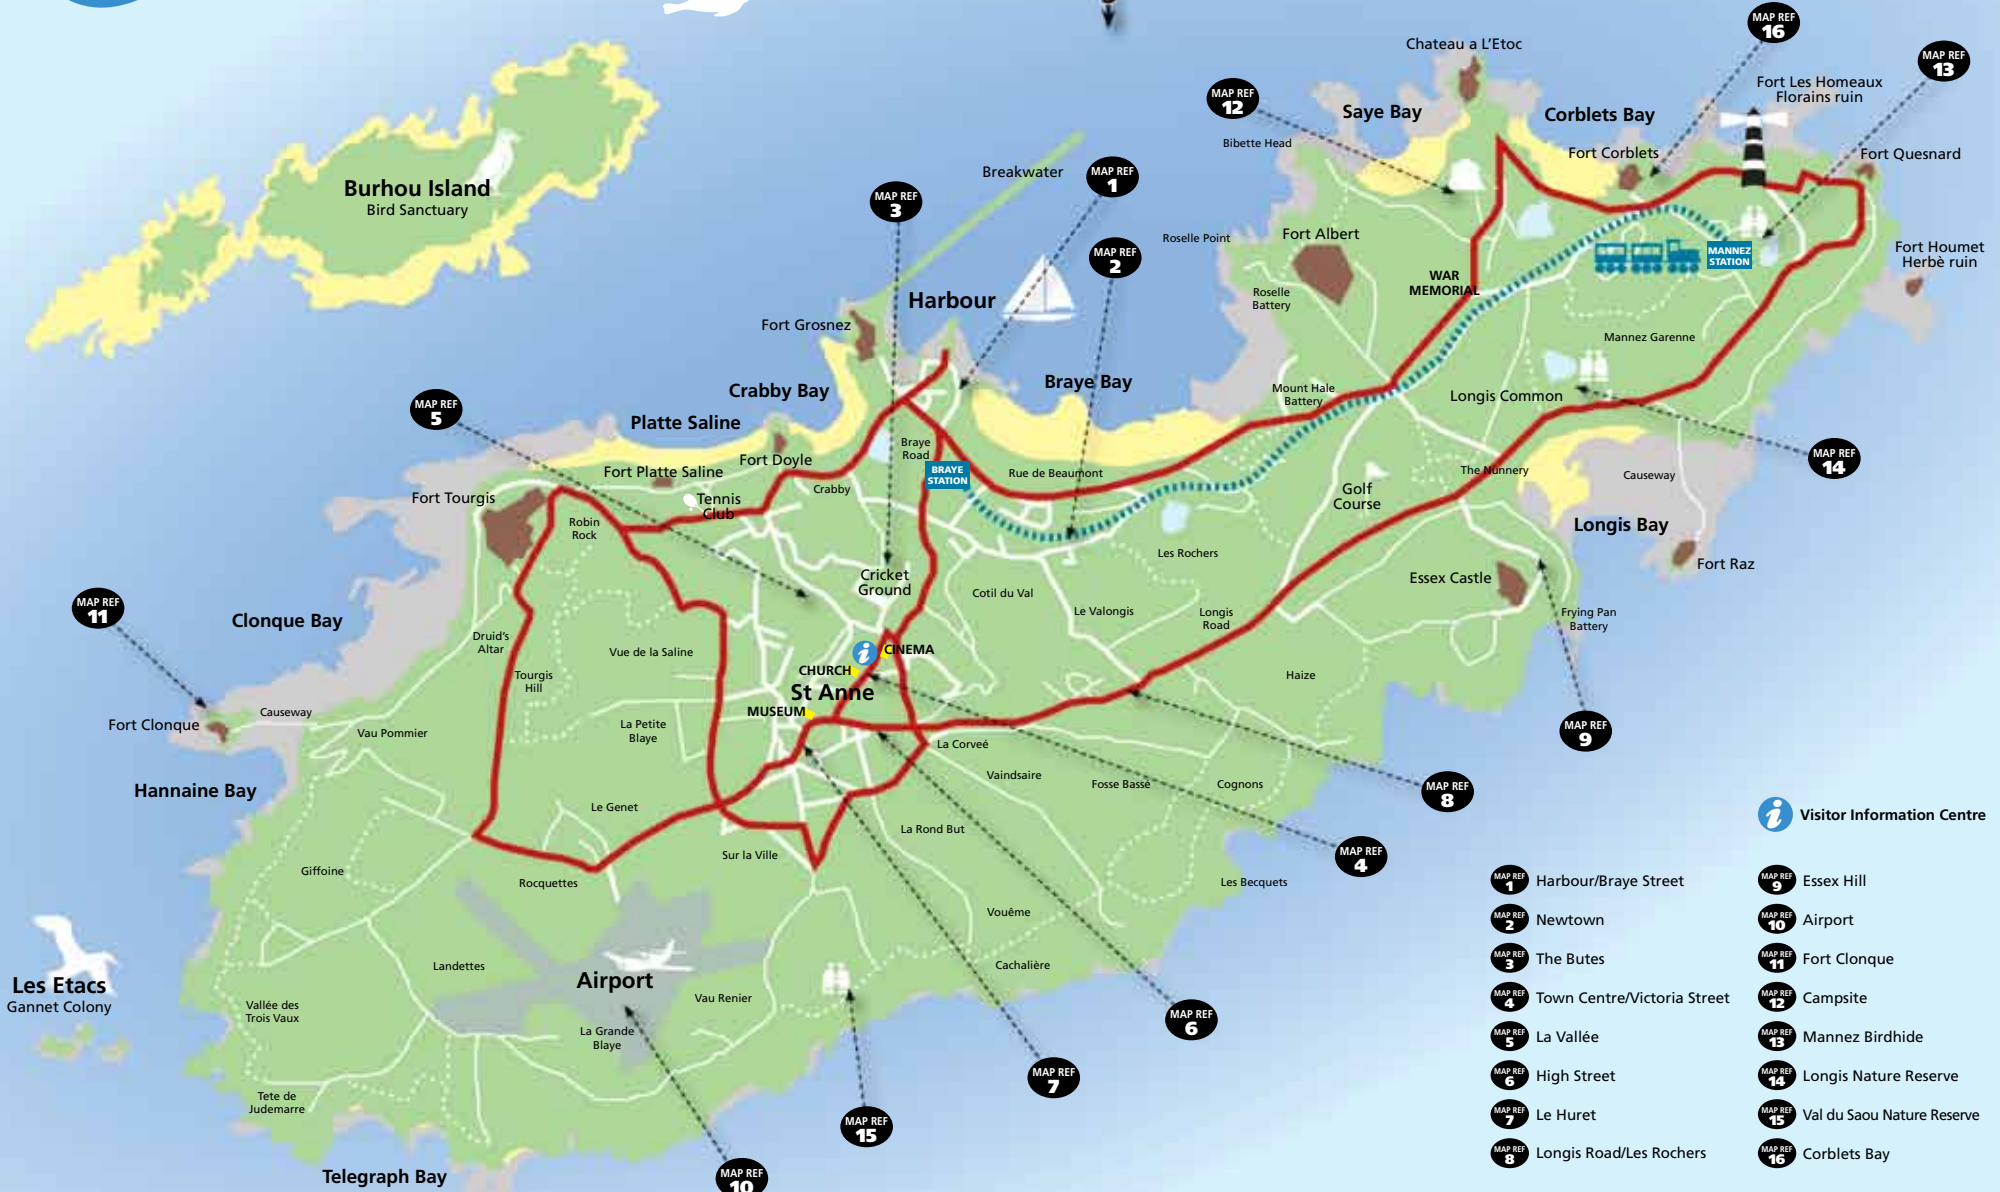 MAP REF
16
Chateau a L'Etoc
MAP REF
13
Fort Les Homeaux
Florains ruin
MAP REF
12
Saye Bay
Corblets Bay
Bibette Head
Fort Corblets
Fort Quesnard
Breakwater
MAP REF
1
Burhou Island
Bird Sanctuary
MAP REF
3
Roselle Point
Fort Albert
MAP REF
2
MANNEZ
STATION
Fort Houmet
Herbè ruin
WAR
MEMORIAL
Harbour
Roselle
Battery
Fort Grosnez
Mannez Garenne
Crabby Bay
Braye Bay
Mount Hale
Battery
Longis Common
MAP REF
5
Platte Saline
Braye
Road
MAP REF
14
Fort Doyle
Fort Platte Saline
BRAYE
STATION
Rue de Beaumont
The Nunnery
Causeway
Crabby
Fort Tourgis
Tennis
Club
Golf
Course
Robin
Rock
Longis Bay
Les Rochers
Fort Raz
Cricket
Ground
Essex Castle
Cotil du Val
MAP REF
11
Le Valongis
Longis
Road
Frying Pan
Battery
Clonque Bay
Druid's
Altar
Vue de la Saline
CINEMA
CHURCH
St Anne
Tourgis
Hill
Haize
MUSEUM
Causeway
Fort Clonque
Vau Pommier
La Petite
Blaye
MAP REF
9
La Corveé
Vaindsaire
Fosse Bassé
Cognons
Hannaine Bay
MAP REF
8
Le Genet
La Rond But
Visitor Information Centre
Sur la Ville
MAP REF
4
Giffoine
Rocquettes
Les Becquets
Vouême
Landettes
Cachalière
Airport
Les Etacs
Gannet Colony
Vallée des
Trois Vaux
Vau Renier
La Grande
Blaye
MAP REF
6
MAP REF
7
Tete de
Judemarre
MAP REF
15
Telegraph Bay
MAP REF
10
MAP REF
1
Harbour/Braye Street
MAP REF
2
Newtown
MAP REF
3
The Butes
MAP REF
4
Town Centre/Victoria Street
MAP REF
5
La Vallée
MAP REF
6
High Street
MAP REF
7
Le Huret
MAP REF
8
Longis Road/Les Rochers
MAP REF
9
Essex Hill
MAP REF
10
Airport
MAP REF
11
Fort Clonque
MAP REF
12
Campsite
MAP REF
13
Mannez Birdhide
MAP REF
14
Longis Nature Reserve
MAP REF
15
Val du Saou Nature Reserve
MAP REF
16
Corblets Bay